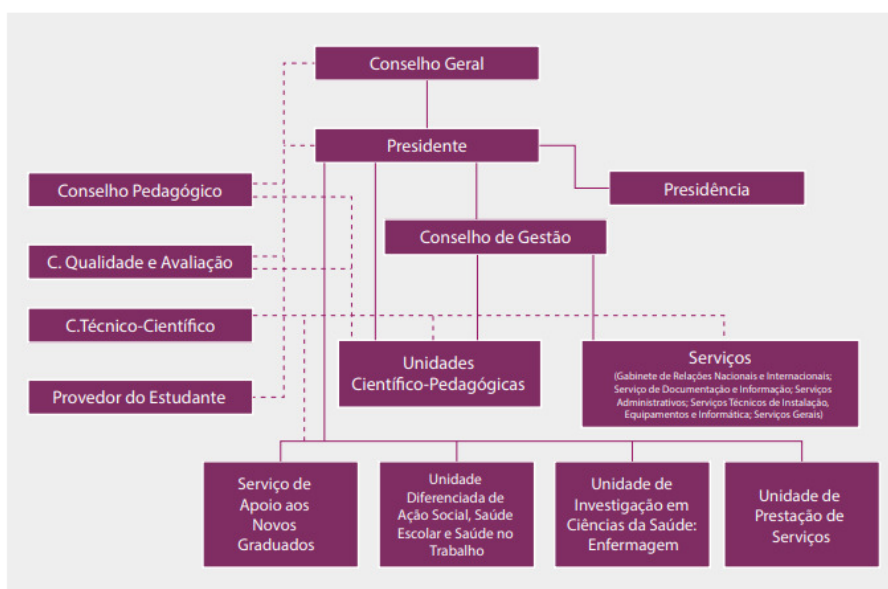 Conselho Geral
Presidente
Conselho Pedagógico
Presidência
Conselho de Gestão
C. Qualidade e Avaliação
C.Técnico-Científico
Unidades
Científico-Pedagógicas
Serviços
(Gabinete de Relações Nacionais e Internacionais;
Serviço de Documentação e Informação; Serviços
Administrativos; Serviços Técnicos de Instalação,
Equipamentos e Informática; Serviços Gerais)
Provedor do Estudante
Serviço de
Apoio aos
Novos
Graduados
Unidade
Diferenciada de
Ação Social, Saúde
Escolar e Saúde no
Trabalho
Unidade de
Investigação em
Ciências da Saúde:
Enfermagem
Unidade de
Prestação de
Serviços